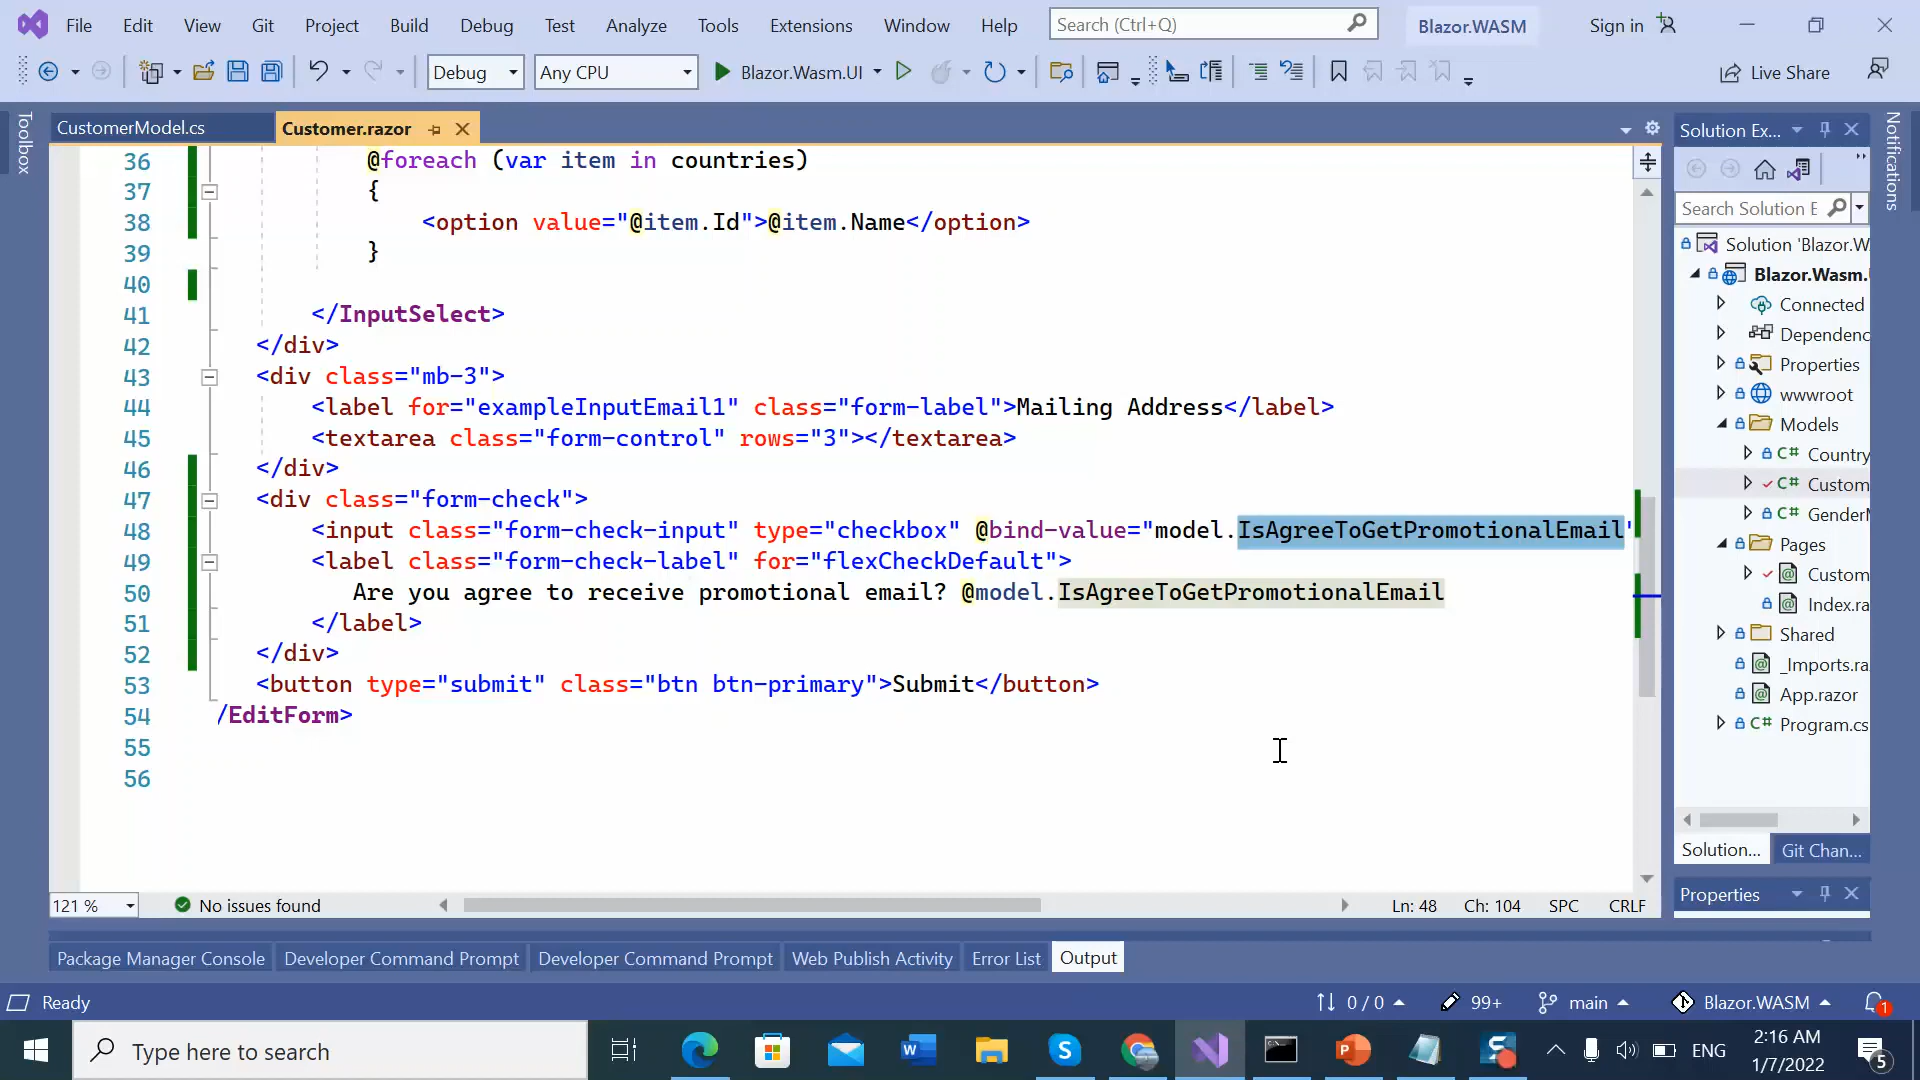 File Edit View Git Project Build Debug Test Analyze Tools Extensions Window Help Search (Ctrl+Q) Blazor.WASM Sign in
Debug Any CPU Blazor.Wasm.UI Live Share
Toolbox
CustomerModel.cs Customer.razor
36 @foreach (var item in countries)
37 {
38 <option value="@item.Id">@item.Name</option>
39 }
40
41 </InputSelect>
42 </div>
43 <div class="mb-3">
44 <label for="exampleInputEmail1" class="form-label">Mailing Address</label>
45 <textarea class="form-control" rows="3"></textarea>
46 </div>
47 <div class="form-check">
48 <input class="form-check-input" type="checkbox" @bind-value="model.IsAgreeToGetPromotionalEmail"
49 <label class="form-check-label" for="flexCheckDefault">
50 Are you agree to receive promotional email? @model.IsAgreeToGetPromotionalEmail
51 </label>
52 </div>
53 <button type="submit" class="btn btn-primary">Submit</button>
54 /EditForm>
55
56
121 % No issues found Ln: 48 Ch: 104 SPC CRLF
Solution Ex...
Search Solution E
Solution 'Blazor.W
Blazor.Wasm.
Connected
Dependenc
Properties
wwwroot
Models
C# Country
C# Custom
C# Gender
Pages
Custom
Index.ra
Shared
_Imports.ra
App.razor
C# Program.cs
Solution... Git Chan...
Properties
Notifications
Package Manager Console Developer Command Prompt Developer Command Prompt Web Publish Activity Error List Output
Ready 0 / 0 99+ main Blazor.WASM 1
Type here to search ENG 2:16 AM
1/7/2022
5